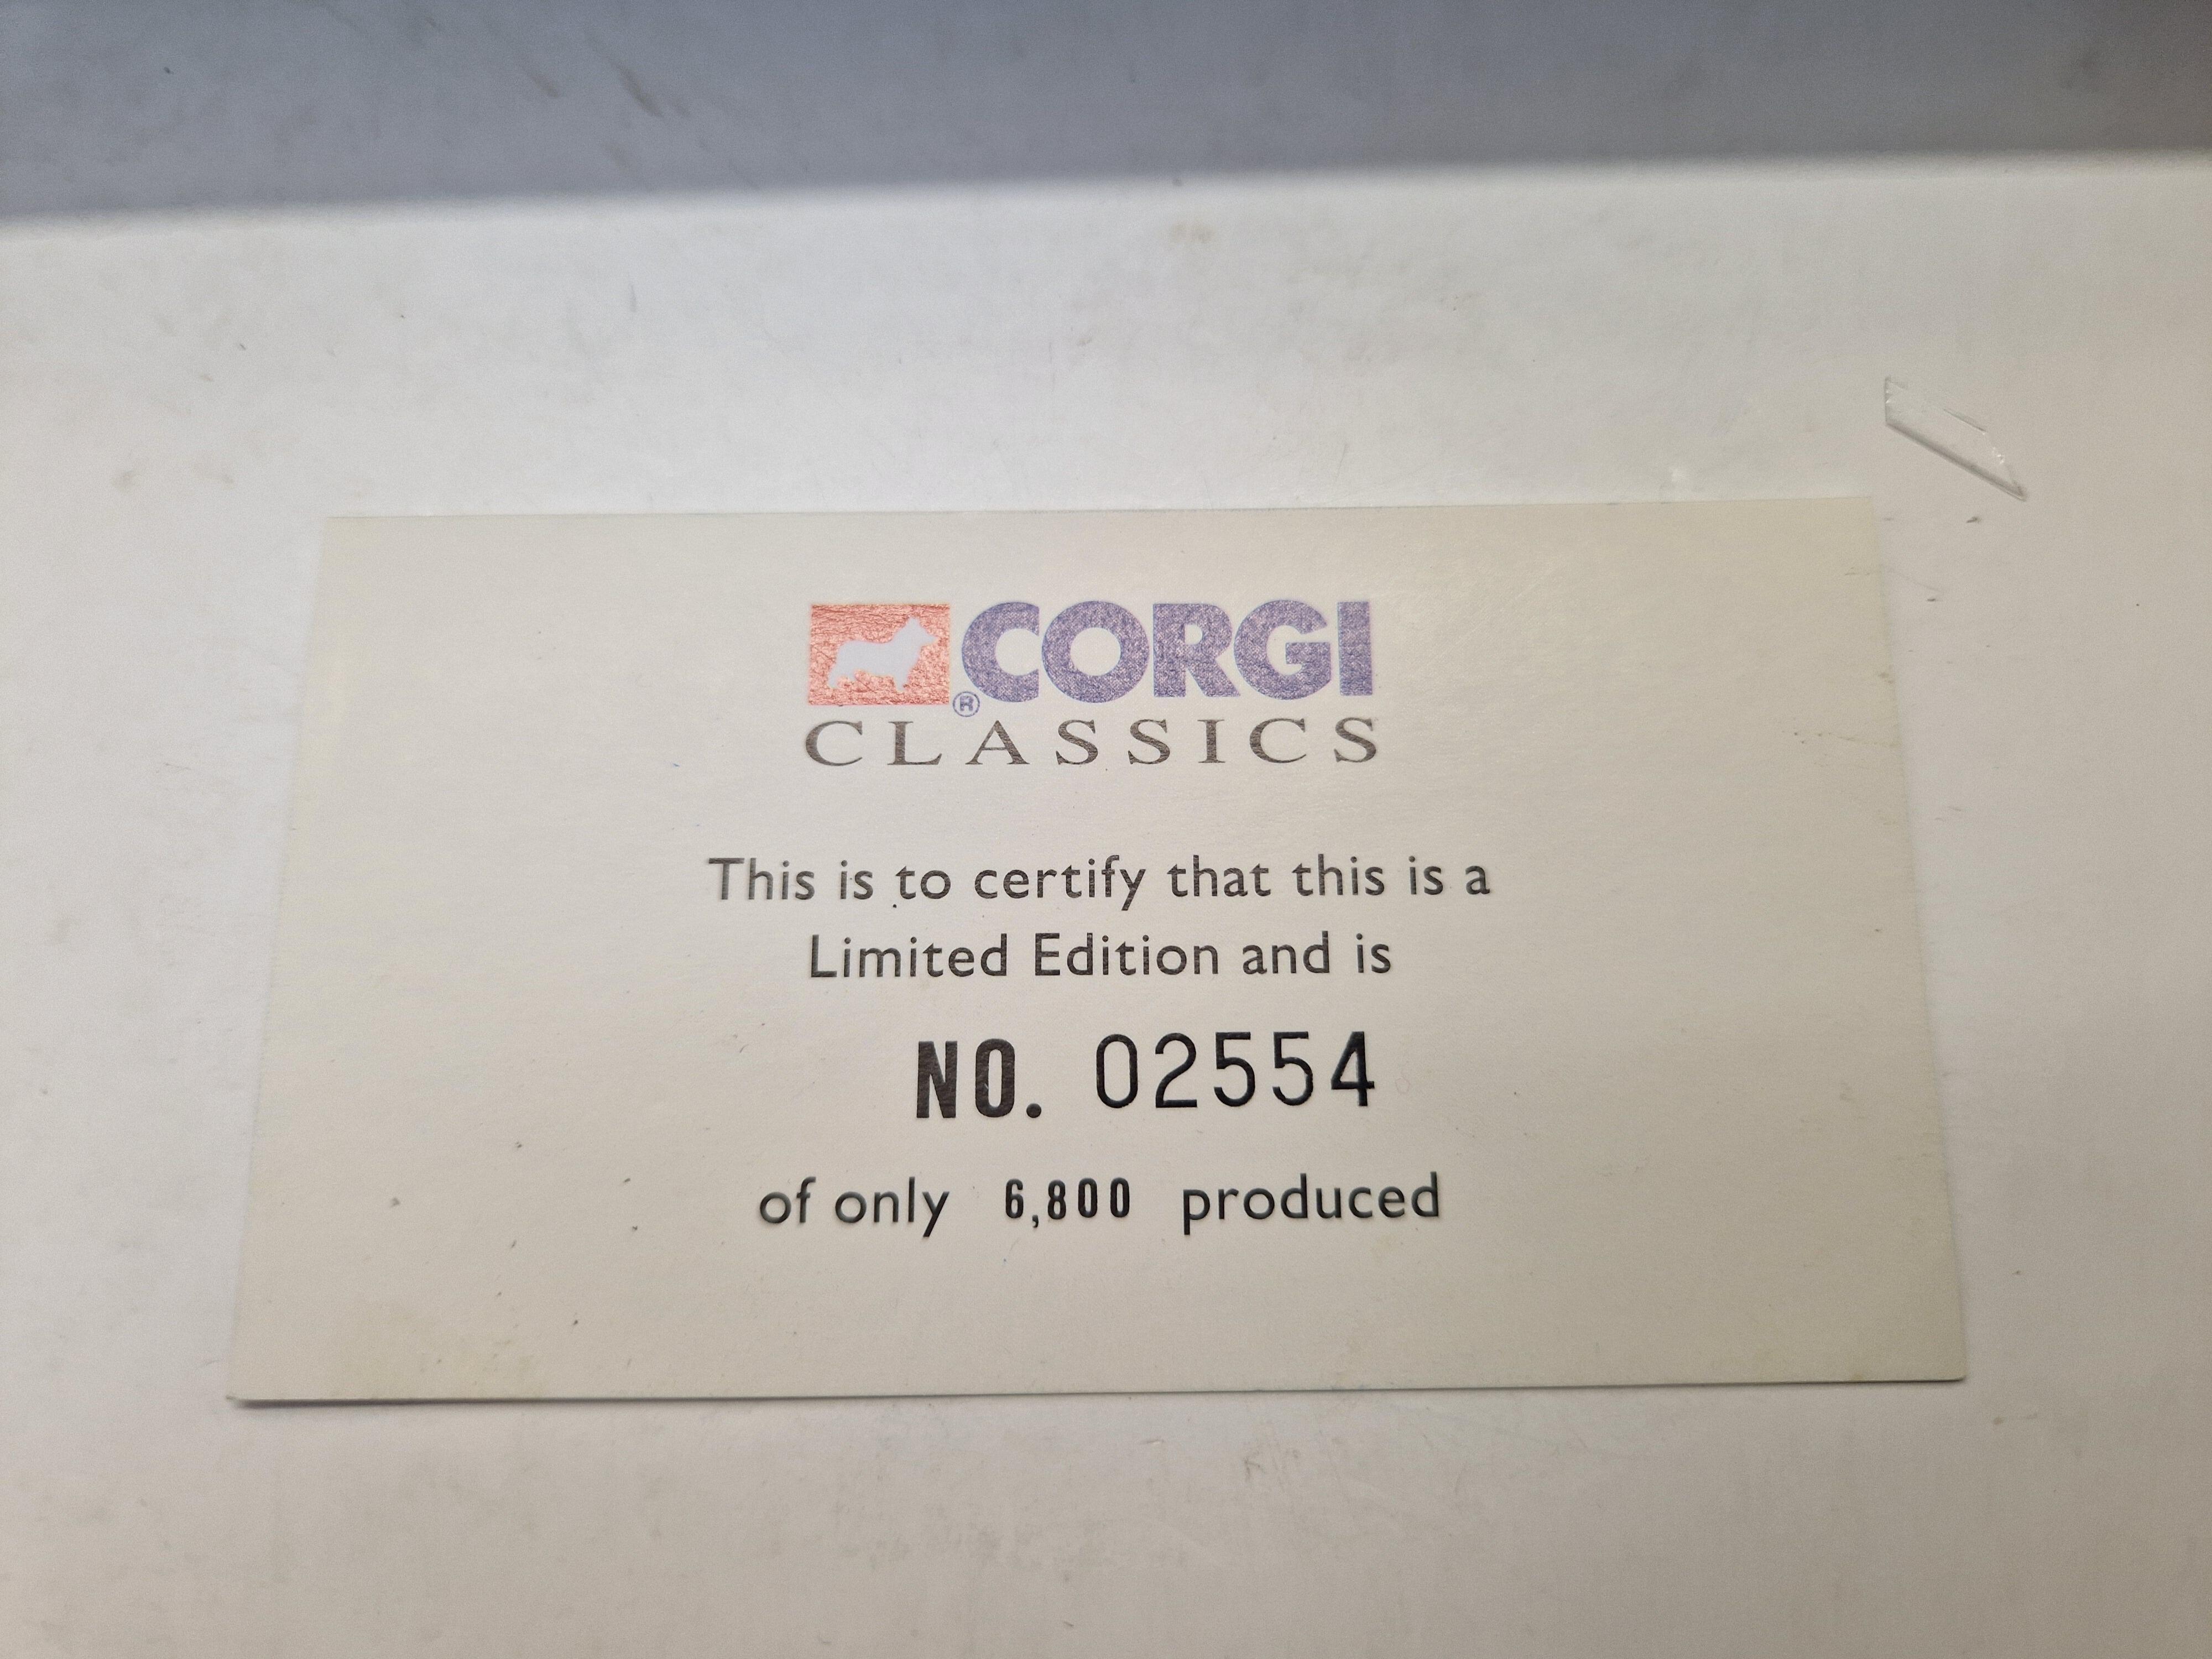 CORGI
®
CLASSICS
This is to certify that this is a
Limited Edition and is
NO. 02554
of only 6,800 produced